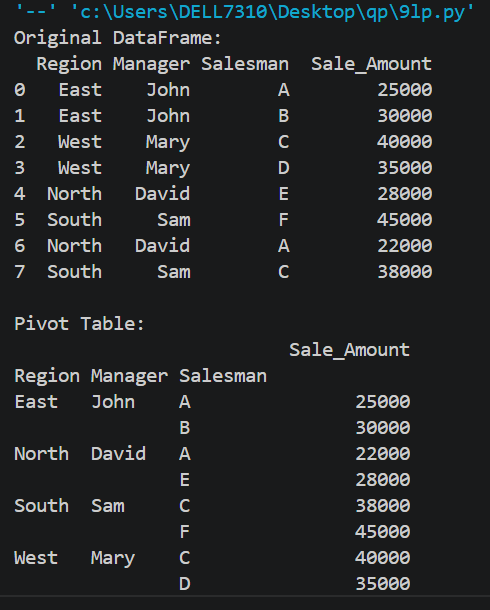 '--' 'c:\Users\DELL7310\Desktop\qp\9lp.py'
Original DataFrame:
  Region Manager Salesman  Sale_Amount
0   East    John        A        25000
1   East    John        B        30000
2   West    Mary        C        40000
3   West    Mary        D        35000
4  North   David        E        28000
5  South     Sam        F        45000
6  North   David        A        22000
7  South     Sam        C        38000

Pivot Table:
                         Sale_Amount
Region Manager Salesman
East   John    A               25000
               B               30000
North  David   A               22000
               E               28000
South  Sam     C               38000
               F               45000
West   Mary    C               40000
               D               35000